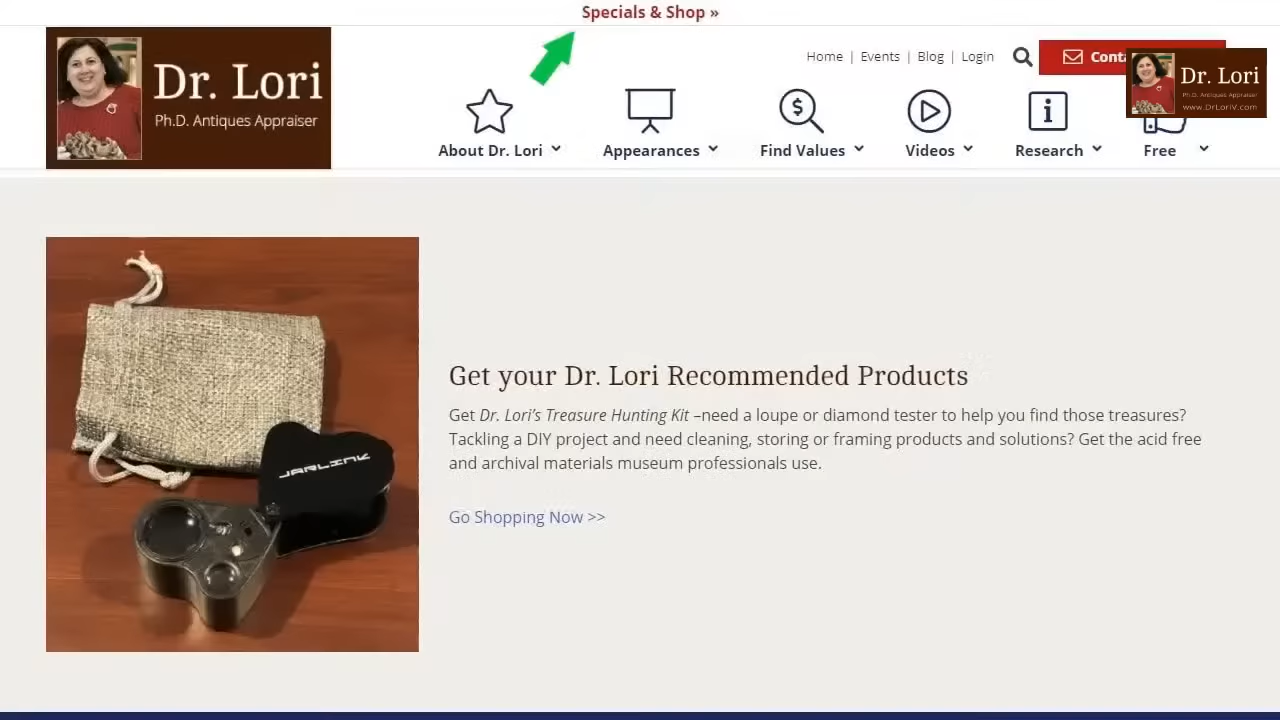 Specials & Shop »
Dr. Lori
Ph.D. Antiques Appraiser
Home | Events | Blog | Login
Dr. Lori
Ph.D. Antiques Appraiser
www.DrLoriV.com
About Dr. Lori
Appearances
Find Values
Videos
Research
Free
JARLINK
Get your Dr. Lori Recommended Products
Get Dr. Lori’s Treasure Hunting Kit –need a loupe or diamond tester to help you find those treasures?
Tackling a DIY project and need cleaning, storing or framing products and solutions? Get the acid free
and archival materials museum professionals use.
Go Shopping Now >>